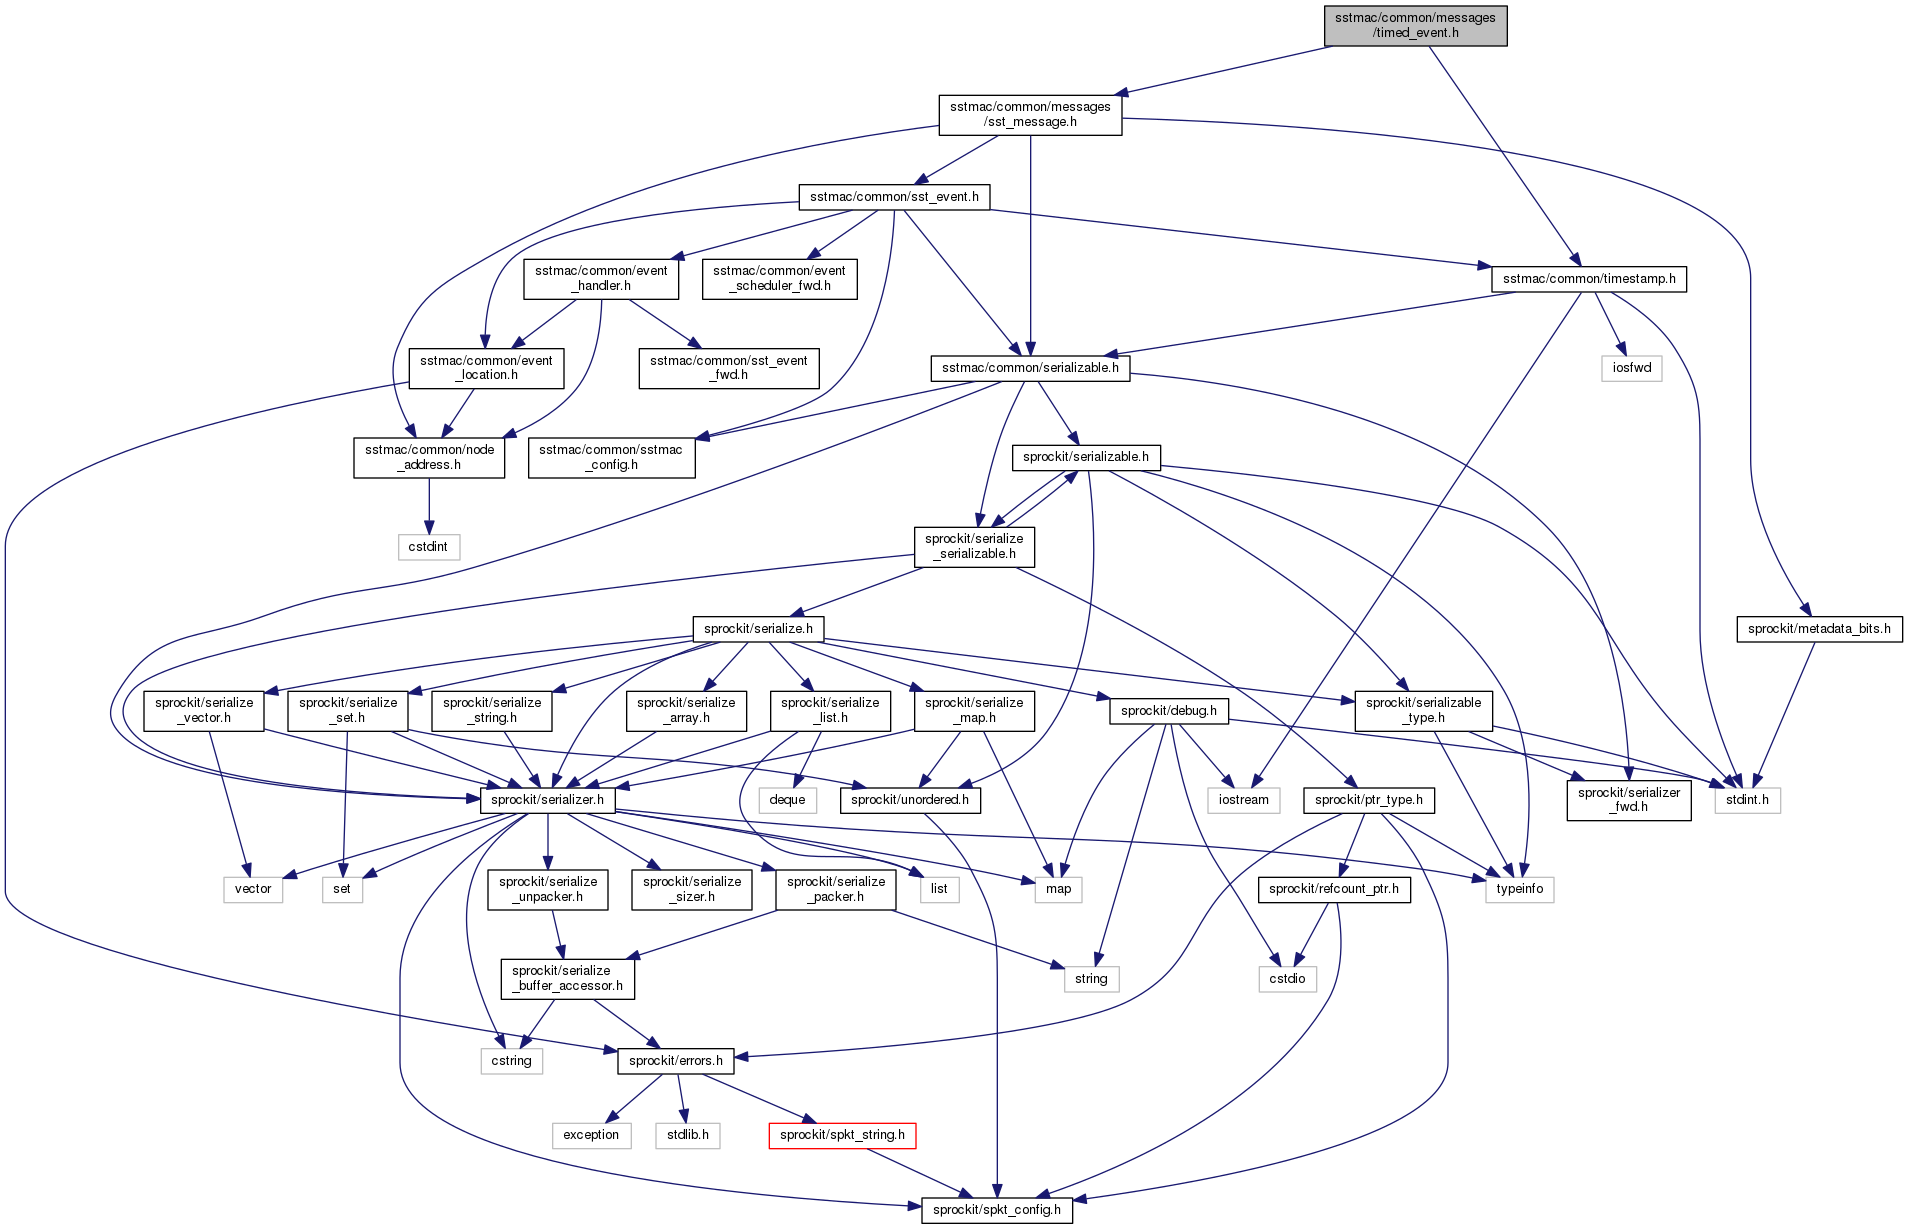 sstmac/common/messages
/timed_event.h
sstmac/common/messages
/sst_message.h
sstmac/common/sst_event.h
sstmac/common/event
_handler.h
sstmac/common/event
_scheduler_fwd.h
sstmac/common/timestamp.h
sstmac/common/event
_location.h
sstmac/common/sst_event
_fwd.h
sstmac/common/serializable.h
iosfwd
sstmac/common/node
_address.h
sstmac/common/sstmac
_config.h
sprockit/serializable.h
cstdint
sprockit/serialize
_serializable.h
sprockit/serialize.h
sprockit/metadata_bits.h
sprockit/serialize
_vector.h
sprockit/serialize
_set.h
sprockit/serialize
_string.h
sprockit/serialize
_array.h
sprockit/serialize
_list.h
sprockit/serialize
_map.h
sprockit/debug.h
sprockit/serializable
_type.h
sprockit/serializer.h
deque
sprockit/unordered.h
iostream
sprockit/ptr_type.h
sprockit/serializer
_fwd.h
stdint.h
vector
set
sprockit/serialize
_unpacker.h
sprockit/serialize
_sizer.h
sprockit/serialize
_packer.h
list
map
sprockit/refcount_ptr.h
typeinfo
sprockit/serialize
_buffer_accessor.h
string
cstdio
cstring
sprockit/errors.h
exception
stdlib.h
sprockit/spkt_string.h
sprockit/spkt_config.h